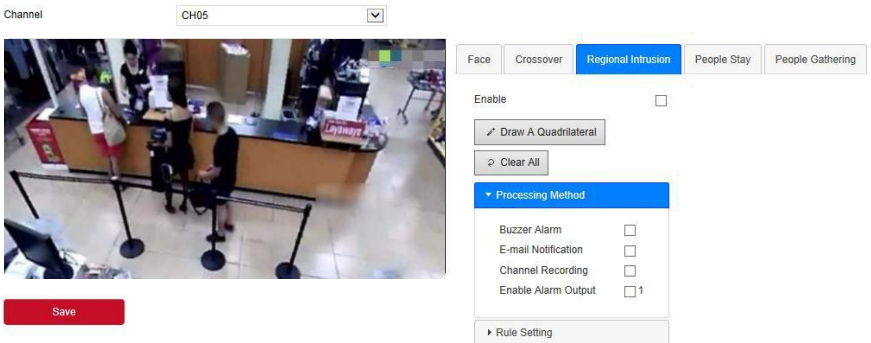 Channel
CH05
Face
Crossover
Regional Intrusion
People Stay
People Gathering
Enable
Draw A Quadrilateral
Clear All
Processing Method
Buzzer Alarm
E-mail Notification
Channel Recording
Enable Alarm Output
1
Rule Setting
Layaways
Save